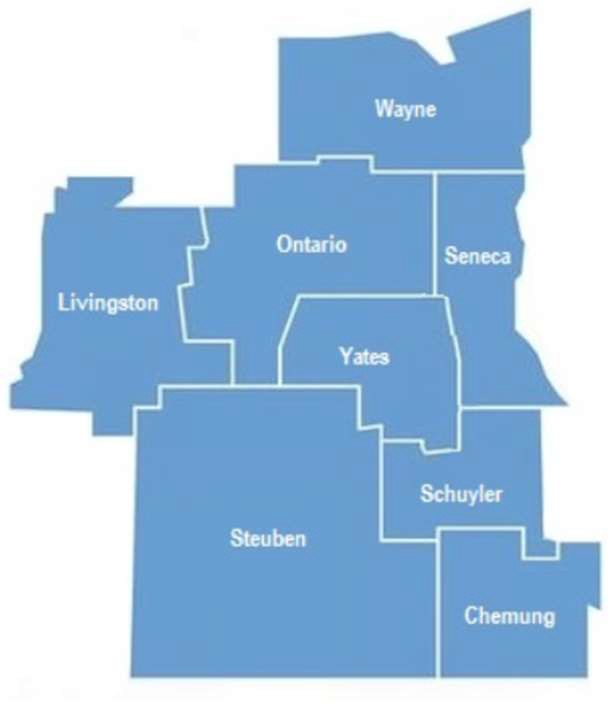 Wayne
Ontario
Seneca
Livingston
Yates
Schuyler
Steuben
Chemung